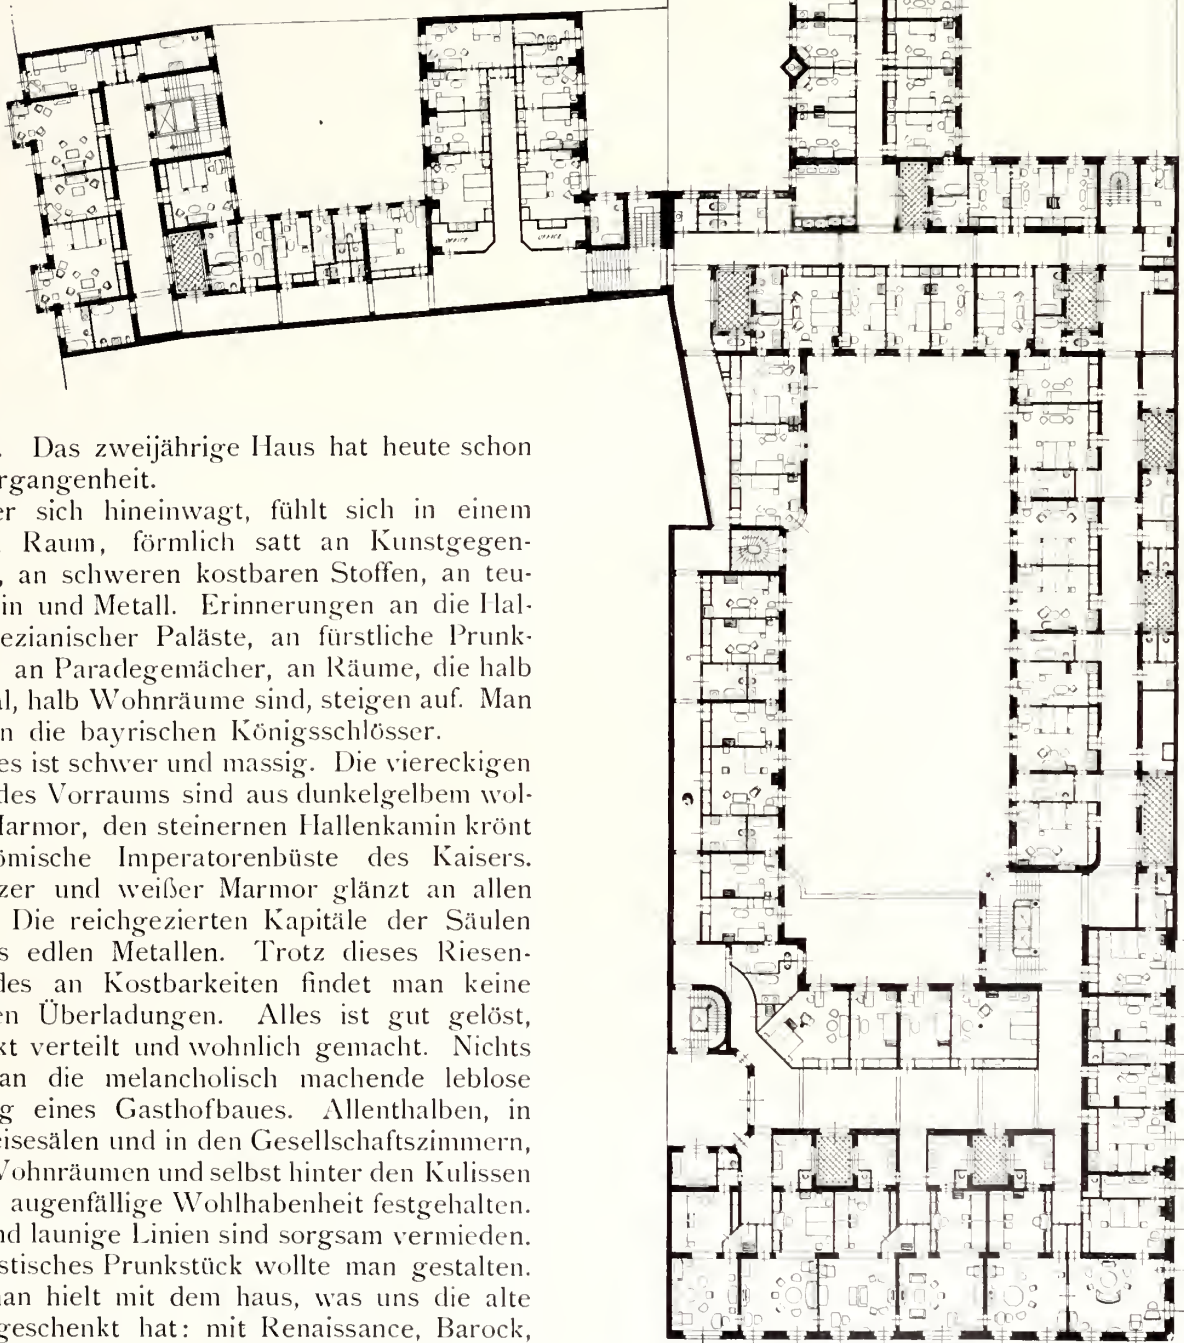 OFFICE
OFFICE
. Das zweijährige Haus hat heute schon
rgangenheit.
er sich hineinwagt, fühlt sich in einem
Raum, förmlich satt an Kunstgegen-
, an schweren kostbaren Stoffen, an teu-
in und Metall. Erinnerungen an die Hal-
ezianischer Paläste, an fürstliche Prunk-
an Paradegemächer, an Räume, die halb
al, halb Wohnräume sind, steigen auf. Man
n die bayrischen Königsschlösser.
es ist schwer und massig. Die viereckigen
des Vorraums sind aus dunkelgelbem wol-
Marmor, den steinernen Hallenkamin krönt
ömische Imperatorenbüste des Kaisers.
zer und weißer Marmor glänzt an allen
Die reichgezierten Kapitäle der Säulen
s edlen Metallen. Trotz dieses Riesen-
des an Kostbarkeiten findet man keine
en Überladungen. Alles ist gut gelöst,
kt verteilt und wohnlich gemacht. Nichts
an die melancholisch machende leblose
g eines Gasthofbaues. Allenthalben, in
eisesälen und in den Gesellschaftszimmern,
Wohnräumen und selbst hinter den Kulissen
augenfällige Wohlhabenheit festgehalten.
nd launige Linien sind sorgsam vermieden.
stisches Prunkstück wollte man gestalten.
nan hielt mit dem haus, was uns die alte
geschenkt hat: mit Renaissance, Barock,